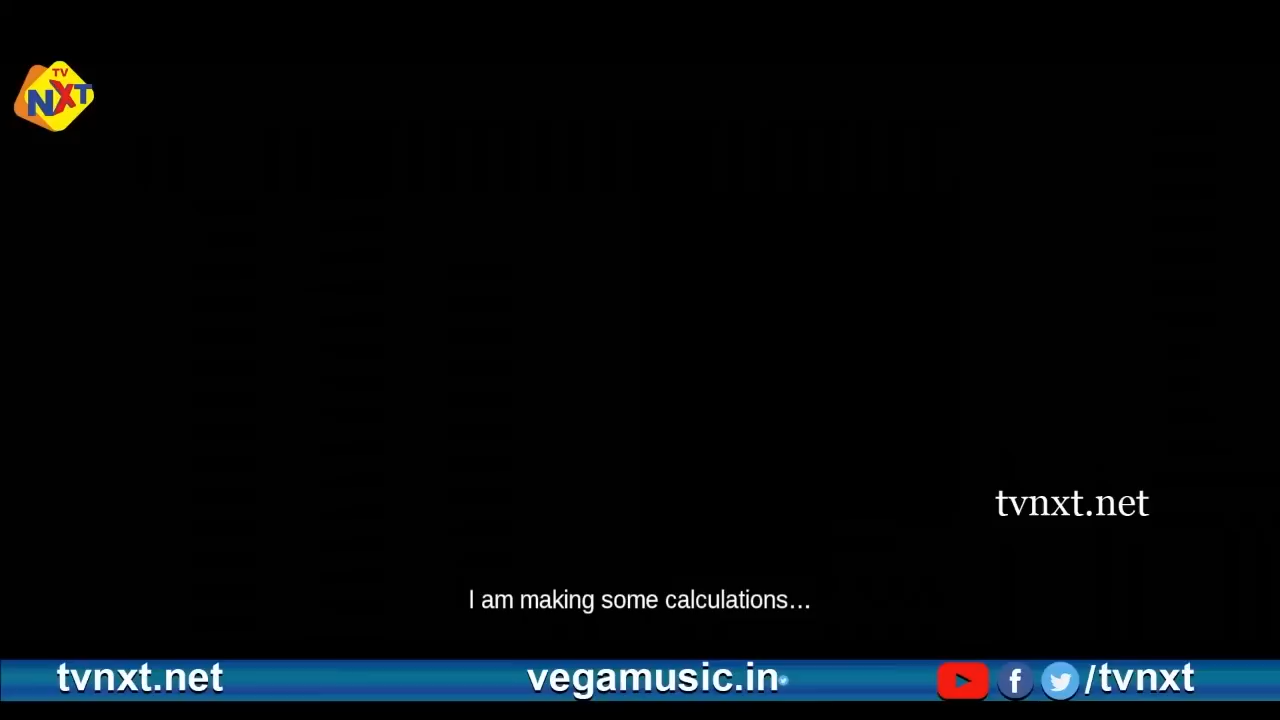 TV
NXT
tvnxt.net
I am making some calculations…
tvnxt.net vegamusic.in /tvnxt